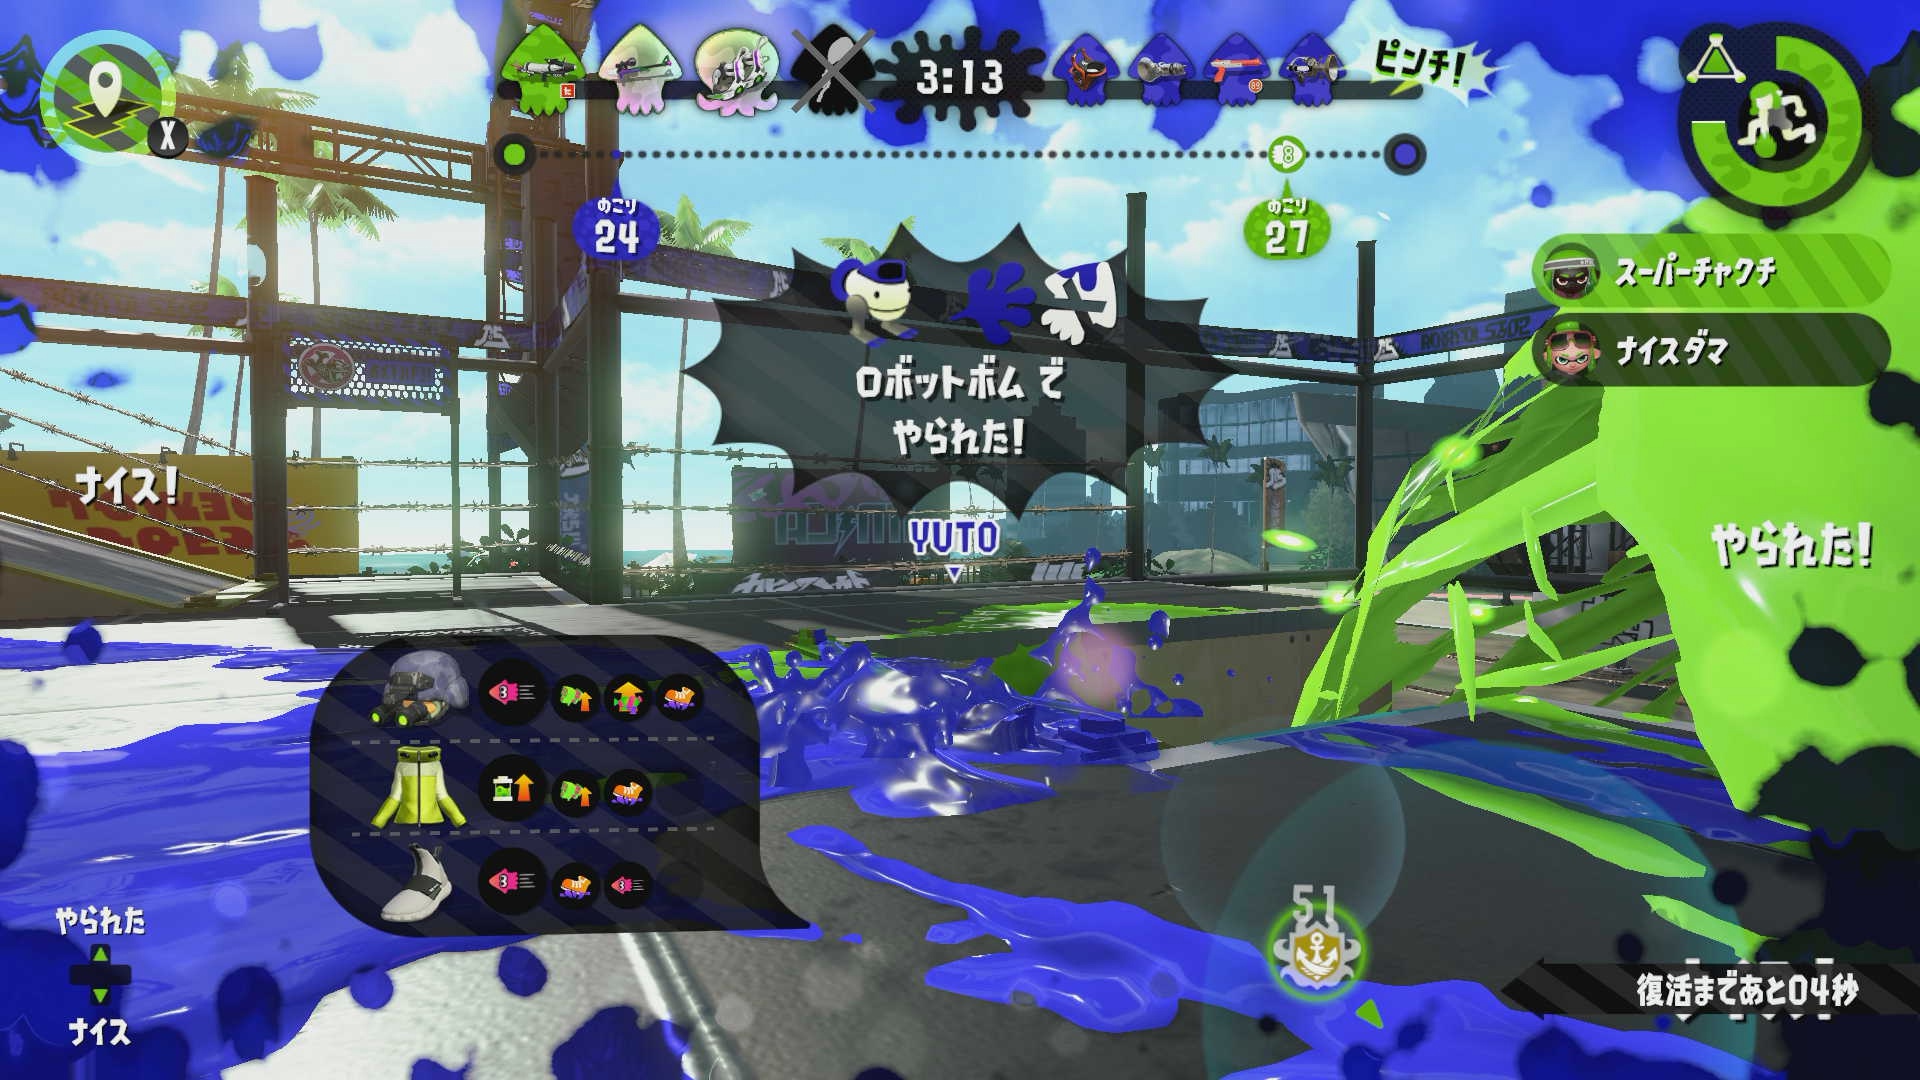 3:13
ピンチ!
X
のこり
24
8
のこり
27
スーパーチャクチ
ナイスダマ
ロボットボム で
やられた!
ナイス!
YUTO
やられた!
51
やられた
ナイス
復活まであと04秒